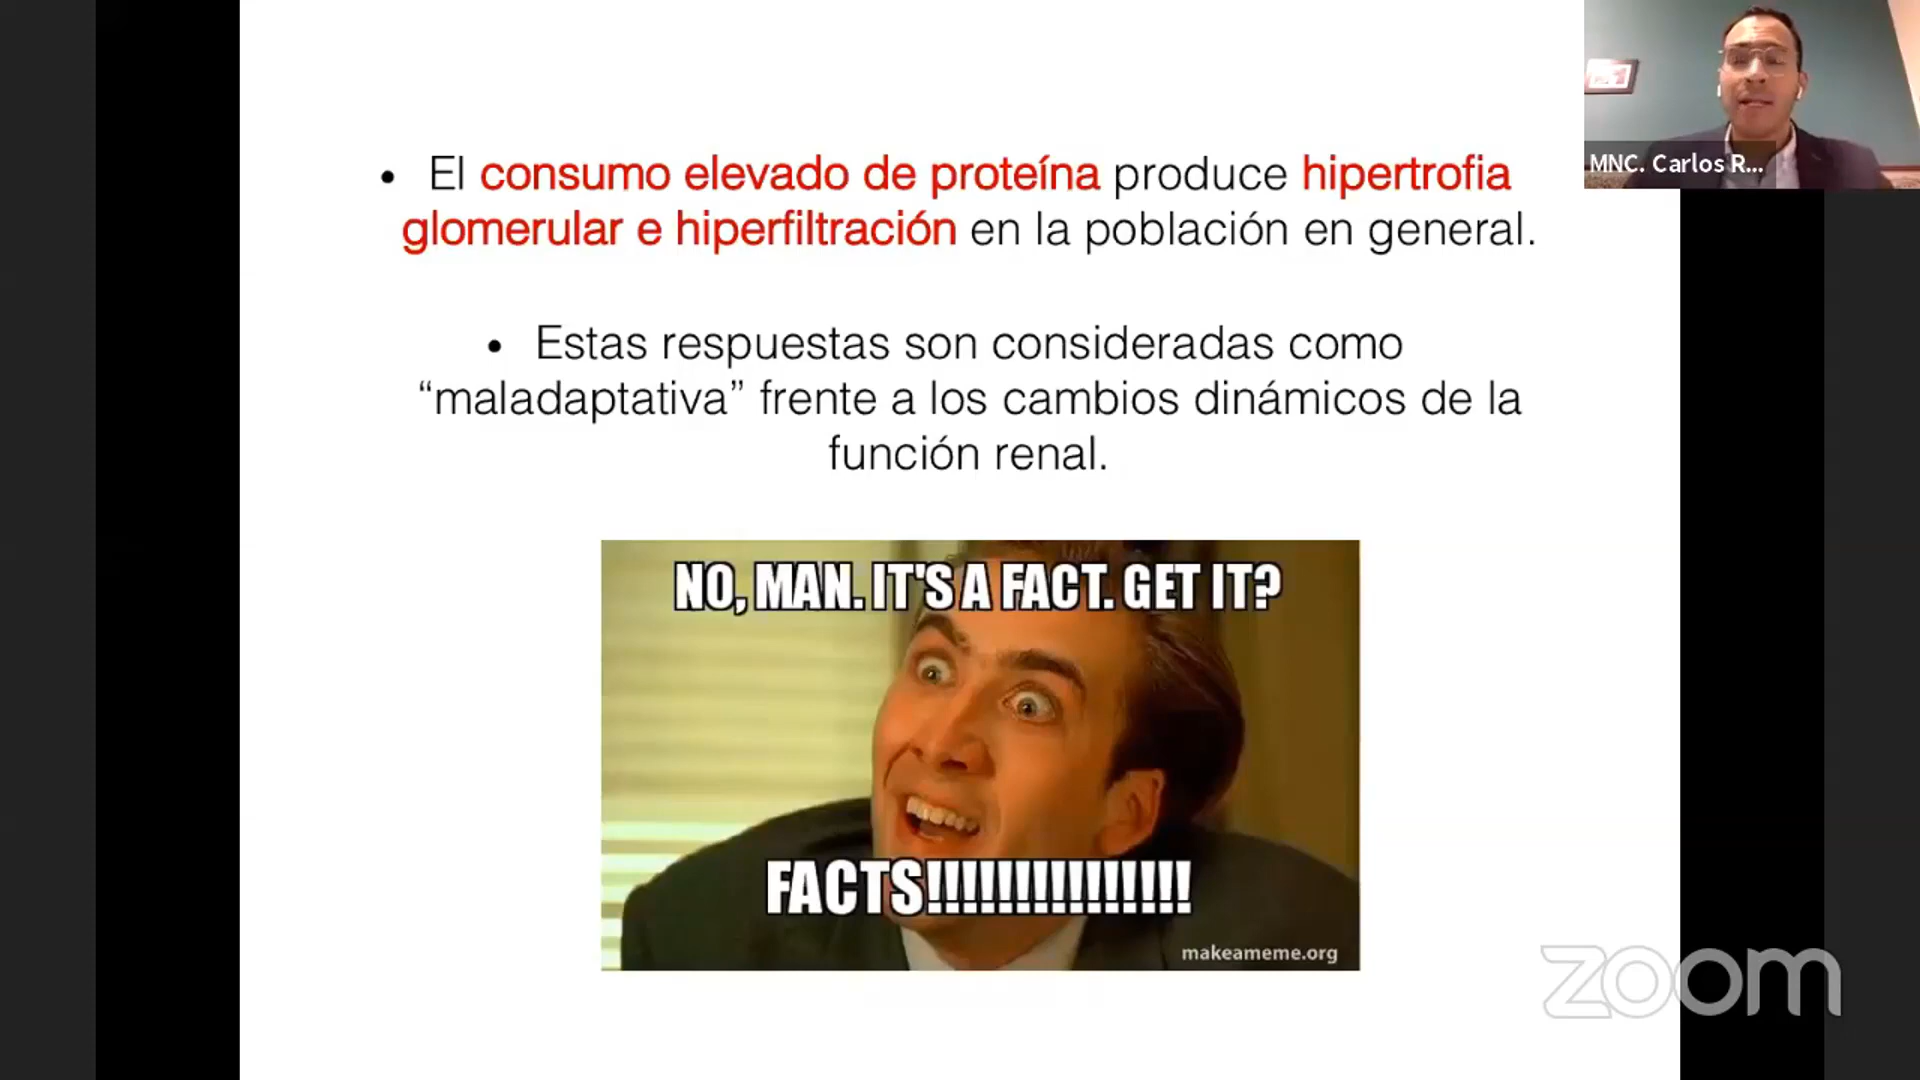 • El consumo elevado de proteína produce hipertrofia
glomerular e hiperfiltración en la población en general.
• Estas respuestas son consideradas como
“maladaptativa” frente a los cambios dinámicos de la
función renal.
NO, MAN. IT'S A FACT. GET IT?
FACTS!!!!!!!!!!!!!!!
makeameme.org
MNC. Carlos R...
zoom